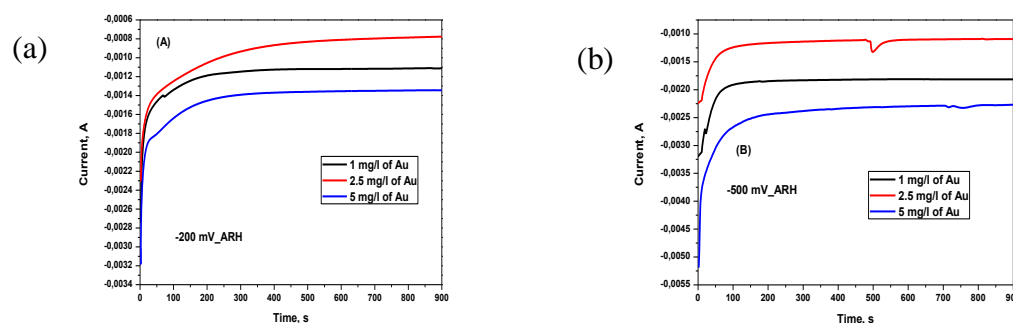 (a)
(A)
Current, A
-0,0006
-0,0008
-0,0010
-0,0012
-0,0014
-0,0016
-0,0018
-0,0020
-0,0022
-0,0024
-0,0026
-0,0028
-0,0030
-0,0032
-0,0034
1 mg/l of Au
2.5 mg/l of Au
5 mg/l of Au
-200 mV_ARH
0 100 200 300 400 500 600 700 800 900
Time, s
(b)
Current, A
-0,0010
-0,0015
-0,0020
-0,0025
-0,0030
-0,0035
-0,0040
-0,0045
-0,0050
-0,0055
(B)
-500 mV_ARH
1 mg/l of Au
2.5 mg/l of Au
5 mg/l of Au
0 100 200 300 400 500 600 700 800 900
Time, s